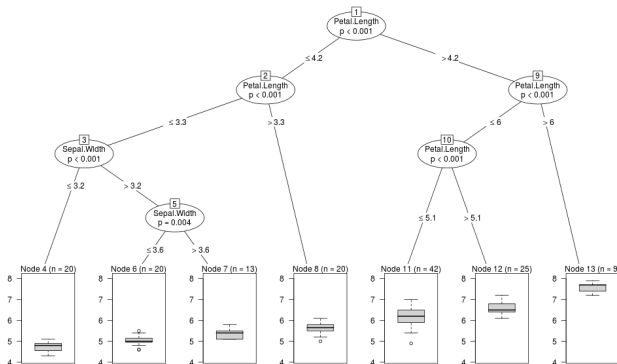 1
Petal.Length
p < 0.001
≤ 4.2
> 4.2
2
Petal.Length
p < 0.001
9
Petal.Length
p < 0.001
≤ 3.3
> 3.3
≤ 6
> 6
3
Sepal.Width
p < 0.001
10
Petal.Length
p < 0.001
≤ 3.2
> 3.2
5
Sepal.Width
p = 0.004
≤ 5.1
> 5.1
≤ 3.6
> 3.6
Node 4 (n = 20)
Node 6 (n = 20)
Node 7 (n = 13)
Node 8 (n = 20)
Node 11 (n = 42)
Node 12 (n = 25)
Node 13 (n = 9
8 8 8 8 8 8 8
7 7 7 7 7 7 7
6 6 6 6 6 6 6
5 5 5 5 5 5 5
4 4 4 4 4 4 4